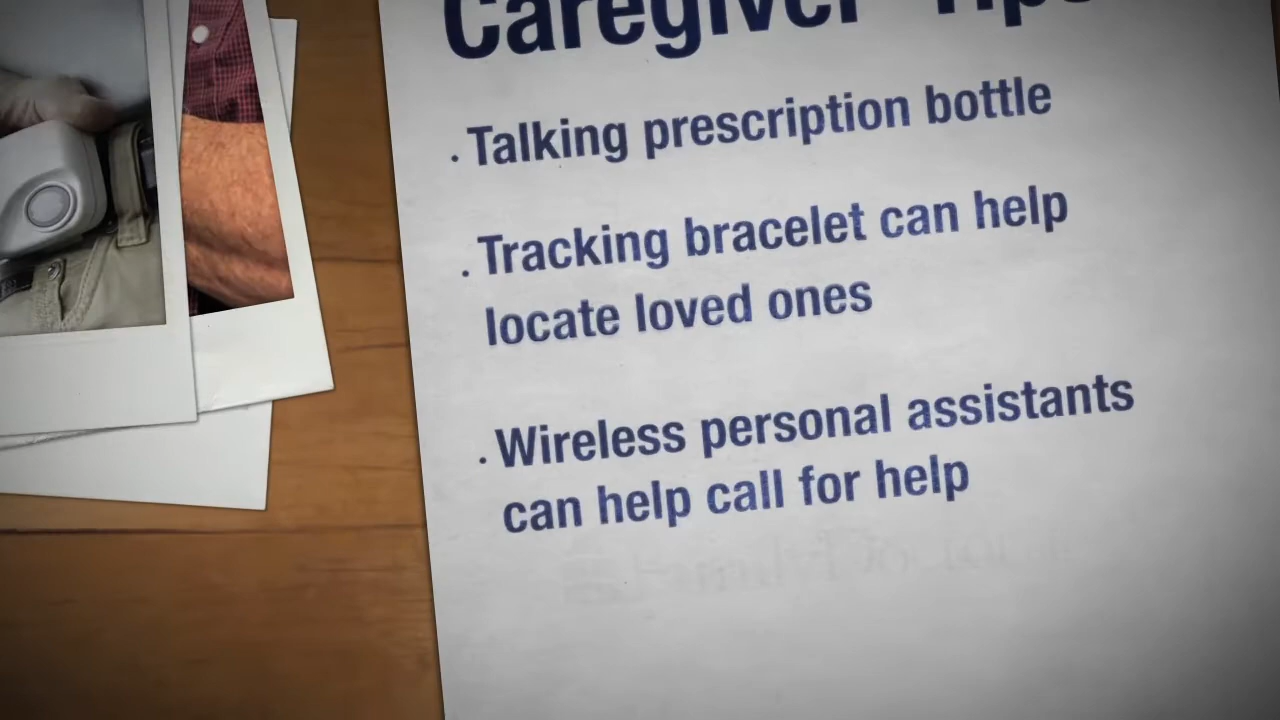 Caregiver Tips
· Talking prescription bottle
· Tracking bracelet can help
locate loved ones
· Wireless personal assistants
can help call for help